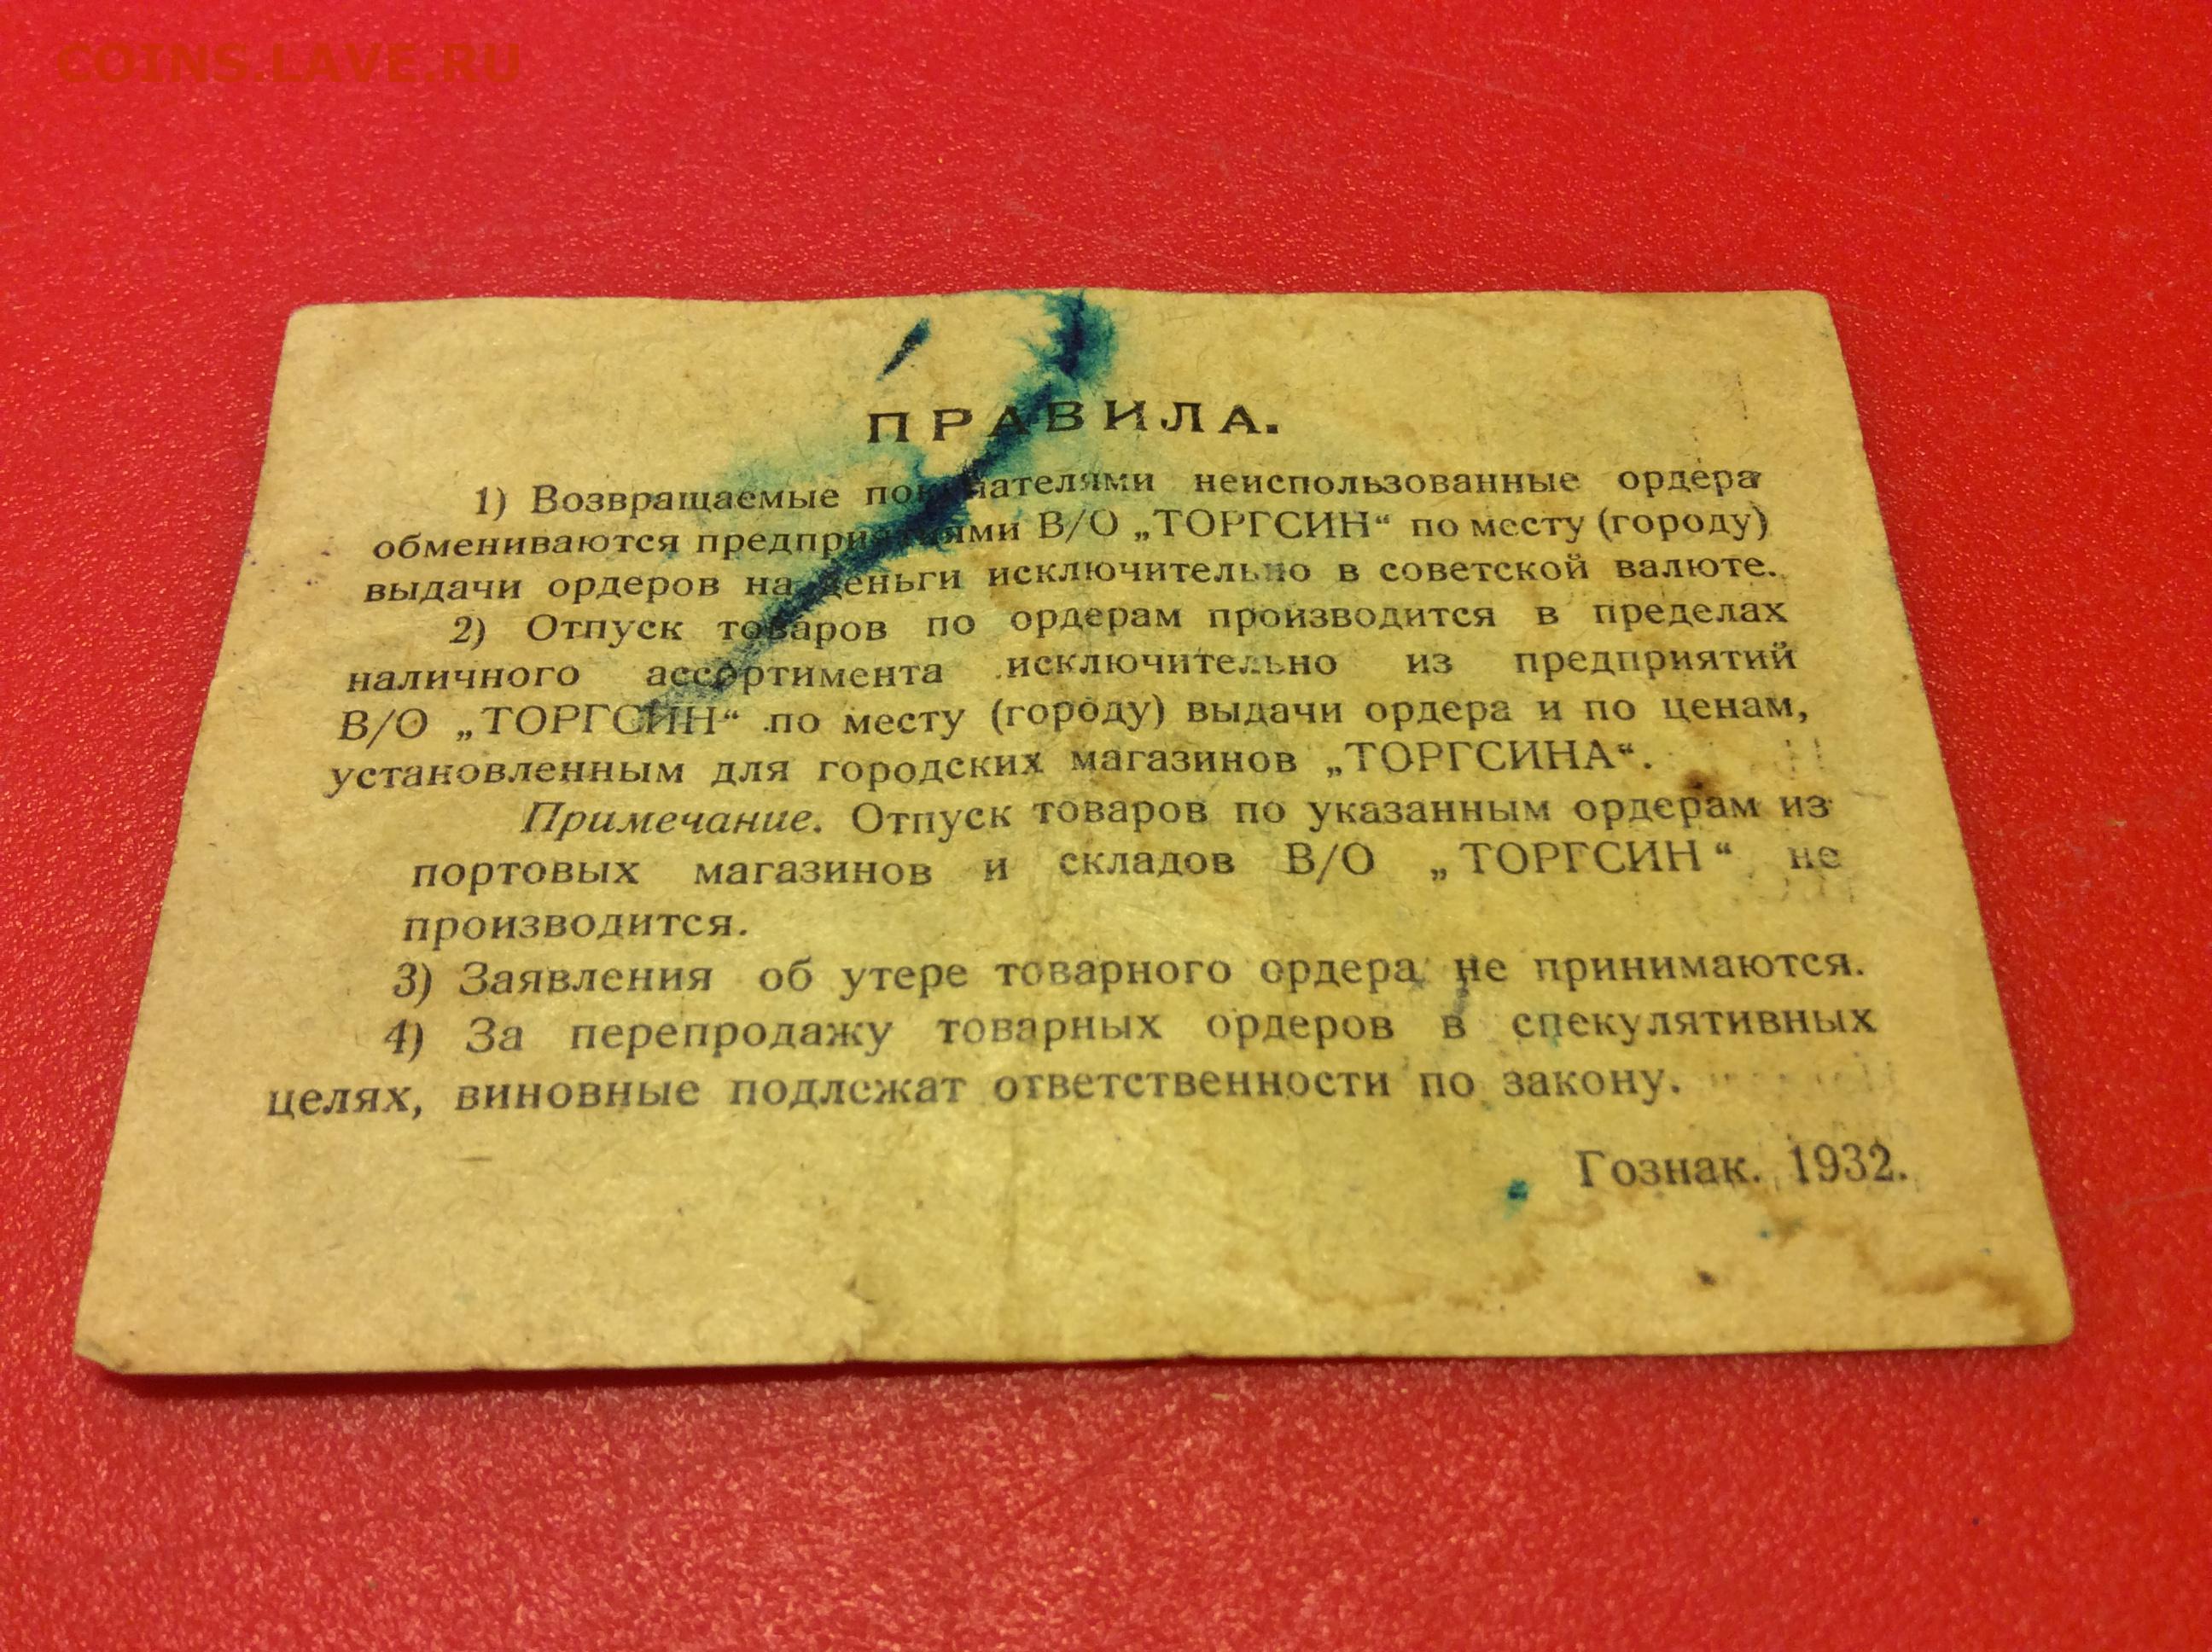 COINS.LAVE.RU
ПРАВИЛА.
1) Возвращаемые покупателями неиспользованные ордера
обмениваются предприятиями В/О „ТОРГСИН“ по месту (городу)
выдачи ордеров на деньги исключительно в советской валюте.
2) Отпуск товаров по ордерам производится в пределах
наличного ассортимента исключительно из предприятий
В/О „ТОРГСИН“ по месту (городу) выдачи ордера и по ценам,
установленным для городских магазинов „ТОРГСИНА“.
Примечание. Отпуск товаров по указанным ордерам из
портовых магазинов и складов В/О „ТОРГСИН“ не
производится.
3) Заявления об утере товарного ордера не принимаются.
4) За перепродажу товарных ордеров в спекулятивных
целях, виновные подлежат ответственности по закону.
Гознак. 1932.